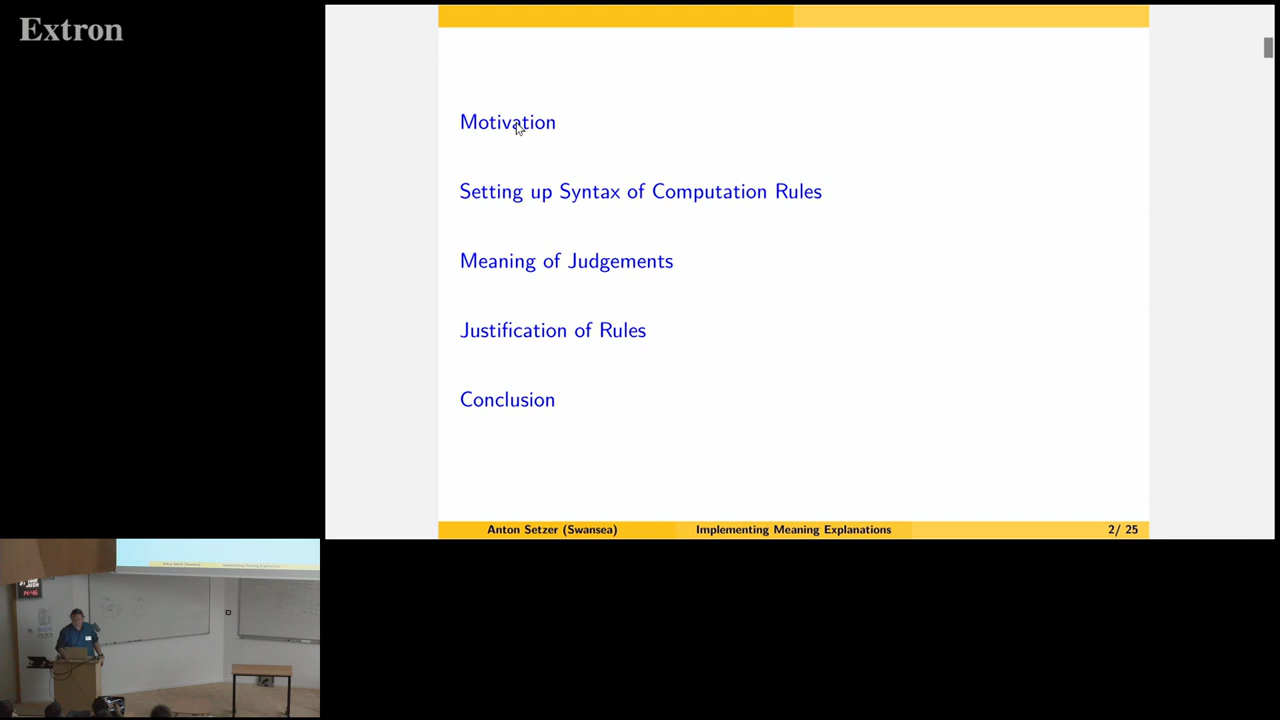 Extron
Motivation
Setting up Syntax of Computation Rules
Meaning of Judgements
Justification of Rules
Conclusion
Anton Setzer (Swansea) Implementing Meaning Explanations 2/ 25